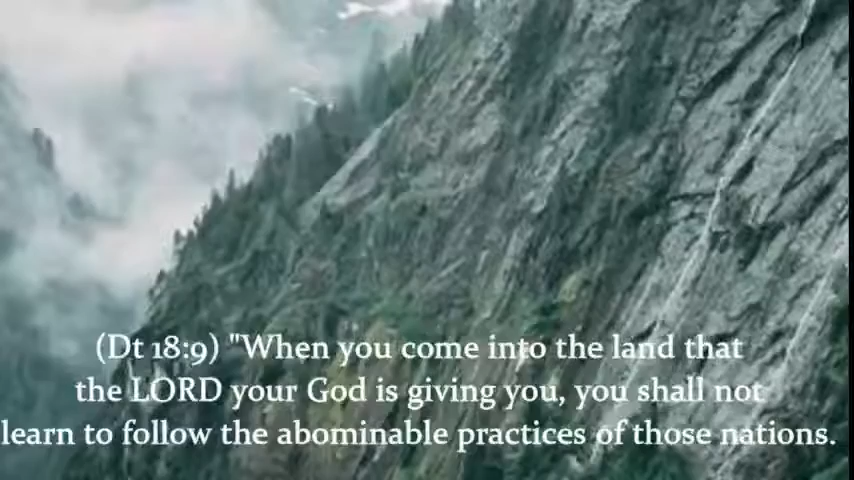 (Dt 18:9) "When you come into the land that
the LORD your God is giving you, you shall not
learn to follow the abominable practices of those nations.